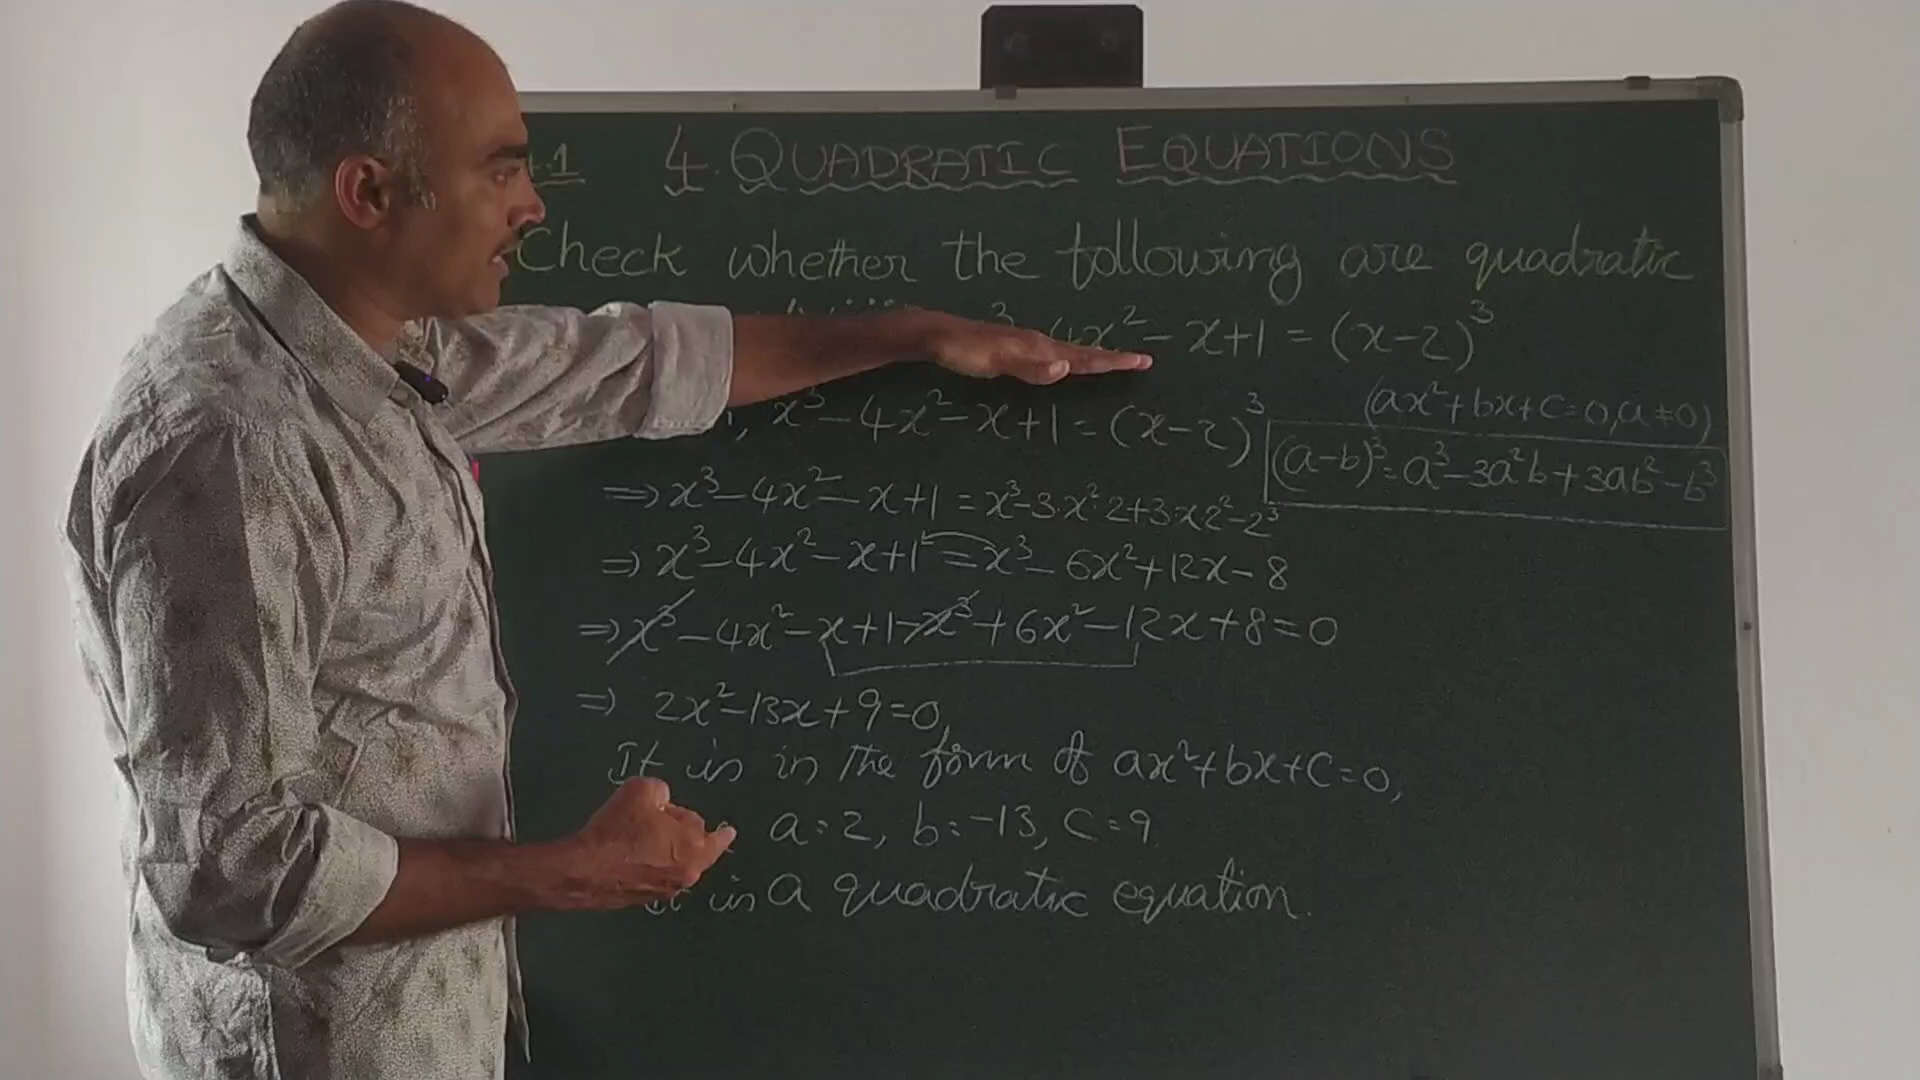 .1 4. QUADRATIC EQUATIONS
Check whether the following are quadratic
4x² - x+1 = (x-2)³
(ax²+bx+c=0, a≠0)
x³-4x²-x+1=(x-2)³
(a-b)³=a³-3a²b+3ab²-b³
⇒x³-4x²-x+1=x³-3·x²·2+3·x2²-2³
⇒x³-4x²-x+1=x³-6x²+12x-8
⇒x³-4x²-x+1-x³+6x²-12x+8=0
⇒ 2x²-13x+9=0,
It is in the form of ax²+bx+c=0,
a=2, b=-13, c=9
It is a quadratic equation.